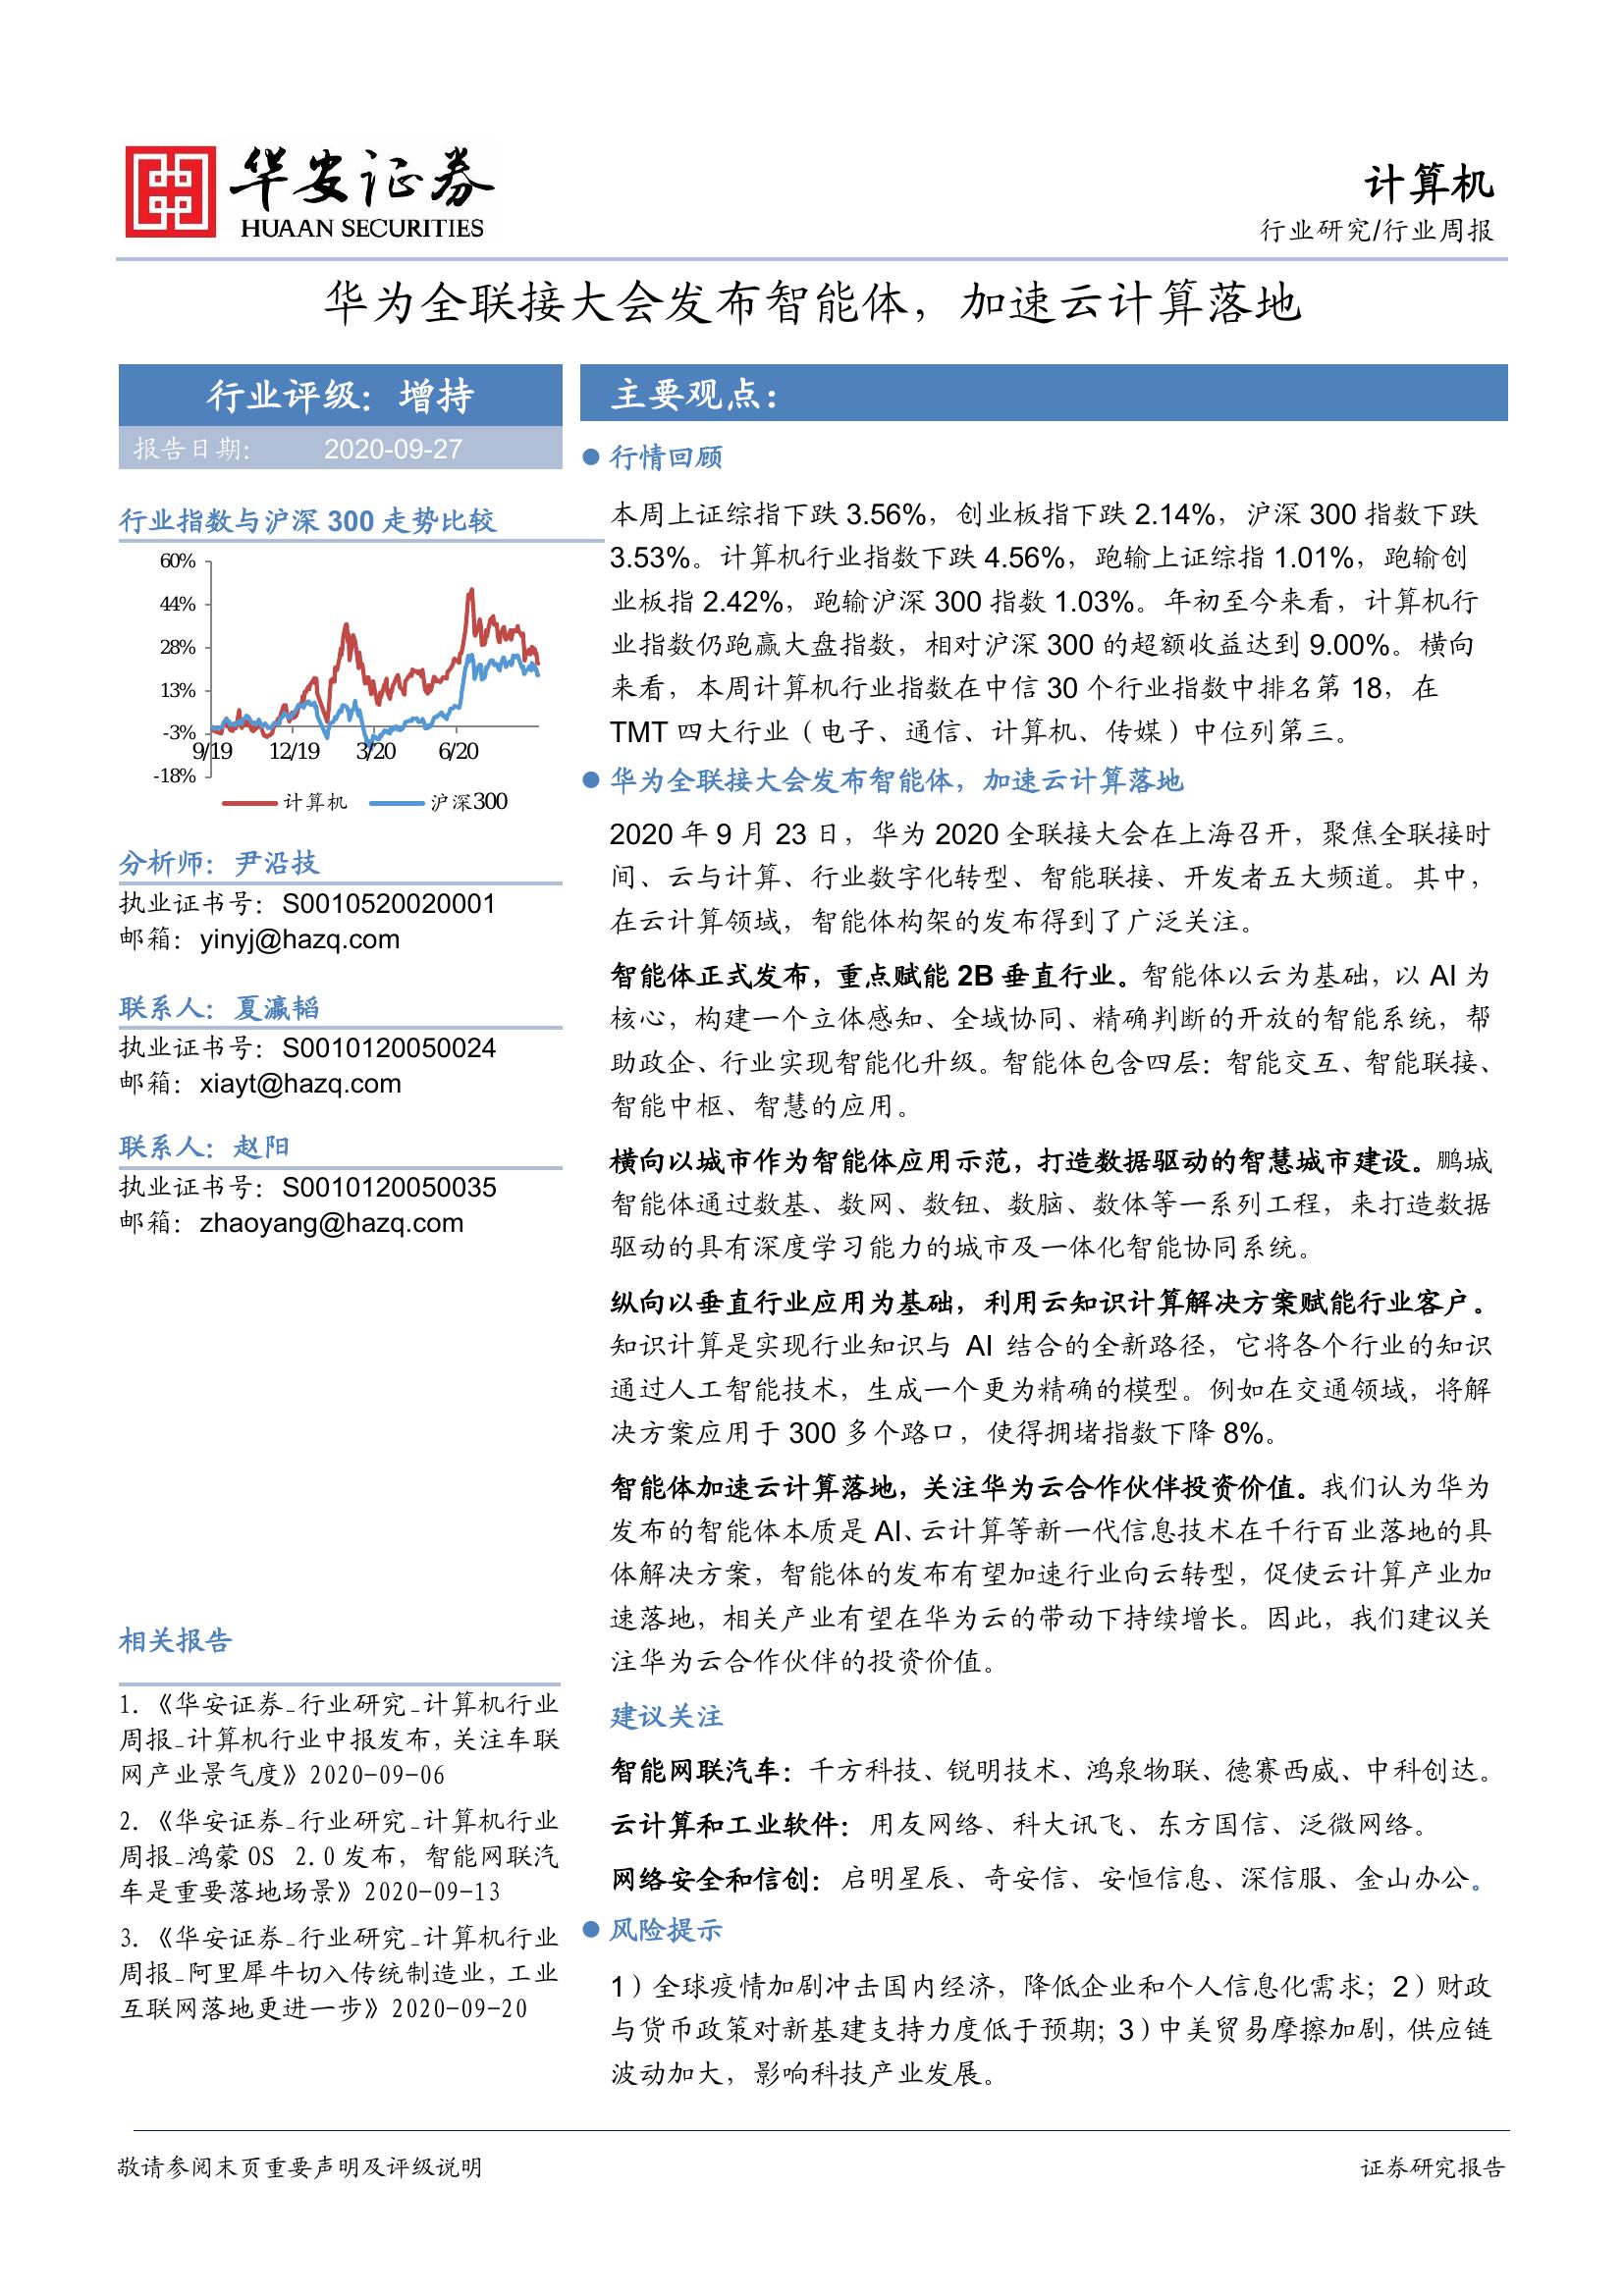 华安证券
HUAAN SECURITIES
计算机
行业研究/行业周报
华为全联接大会发布智能体，加速云计算落地
行业评级：增持
报告日期： 2020-09-27
行业指数与沪深 300 走势比较
60%
44%
28%
13%
-3%
-18%
9/19 12/19 3/20 6/20
计算机 沪深300
分析师：尹沿技
执业证书号：S0010520020001
邮箱：yinyj@hazq.com
联系人：夏瀛韬
执业证书号：S0010120050024
邮箱：xiayt@hazq.com
联系人：赵阳
执业证书号：S0010120050035
邮箱：zhaoyang@hazq.com
相关报告
1.《华安证券_行业研究_计算机行业
周报_计算机行业中报发布，关注车联
网产业景气度》2020-09-06
2.《华安证券_行业研究_计算机行业
周报_鸿蒙 OS 2.0 发布，智能网联汽
车是重要落地场景》2020-09-13
3.《华安证券_行业研究_计算机行业
周报_阿里犀牛切入传统制造业，工业
互联网落地更进一步》2020-09-20
主要观点：
行情回顾
本周上证综指下跌 3.56%，创业板指下跌 2.14%，沪深 300 指数下跌
3.53%。计算机行业指数下跌 4.56%，跑输上证综指 1.01%，跑输创
业板指 2.42%，跑输沪深 300 指数 1.03%。年初至今来看，计算机行
业指数仍跑赢大盘指数，相对沪深 300 的超额收益达到 9.00%。横向
来看，本周计算机行业指数在中信 30 个行业指数中排名第 18，在
TMT 四大行业（电子、通信、计算机、传媒）中位列第三。
华为全联接大会发布智能体，加速云计算落地
2020 年 9 月 23 日，华为 2020 全联接大会在上海召开，聚焦全联接时
间、云与计算、行业数字化转型、智能联接、开发者五大频道。其中，
在云计算领域，智能体构架的发布得到了广泛关注。
智能体正式发布，重点赋能 2B 垂直行业。智能体以云为基础，以 AI 为
核心，构建一个立体感知、全域协同、精确判断的开放的智能系统，帮
助政企、行业实现智能化升级。智能体包含四层：智能交互、智能联接、
智能中枢、智慧的应用。
横向以城市作为智能体应用示范，打造数据驱动的智慧城市建设。鹏城
智能体通过数基、数网、数钮、数脑、数体等一系列工程，来打造数据
驱动的具有深度学习能力的城市及一体化智能协同系统。
纵向以垂直行业应用为基础，利用云知识计算解决方案赋能行业客户。
知识计算是实现行业知识与 AI 结合的全新路径，它将各个行业的知识
通过人工智能技术，生成一个更为精确的模型。例如在交通领域，将解
决方案应用于 300 多个路口，使得拥堵指数下降 8%。
智能体加速云计算落地，关注华为云合作伙伴投资价值。我们认为华为
发布的智能体本质是 AI、云计算等新一代信息技术在千行百业落地的具
体解决方案，智能体的发布有望加速行业向云转型，促使云计算产业加
速落地，相关产业有望在华为云的带动下持续增长。因此，我们建议关
注华为云合作伙伴的投资价值。
建议关注
智能网联汽车：千方科技、锐明技术、鸿泉物联、德赛西威、中科创达。
云计算和工业软件：用友网络、科大讯飞、东方国信、泛微网络。
网络安全和信创：启明星辰、奇安信、安恒信息、深信服、金山办公。
风险提示
1）全球疫情加剧冲击国内经济，降低企业和个人信息化需求；2）财政
与货币政策对新基建支持力度低于预期；3）中美贸易摩擦加剧，供应链
波动加大，影响科技产业发展。
敬请参阅末页重要声明及评级说明
证券研究报告